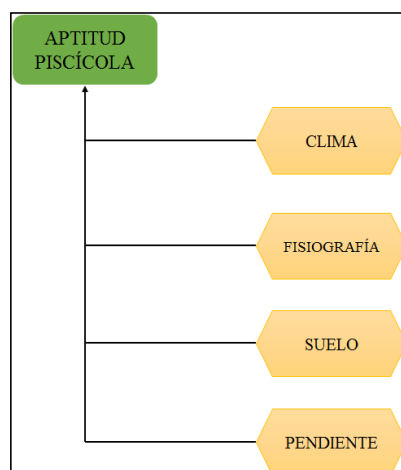 APTITUD
PISCÍCOLA
CLIMA
FISIOGRAFÍA
SUELO
PENDIENTE